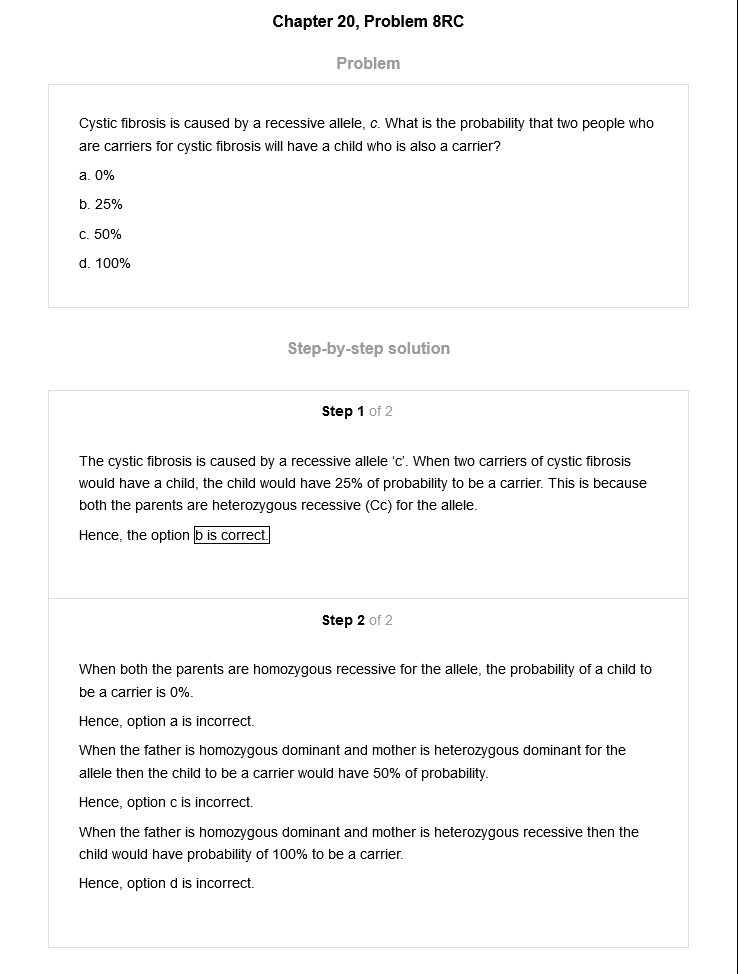 Chapter 20, Problem 8RC
Problem
Cystic fibrosis is caused by a recessive allele, c. What is the probability that two people who
are carriers for cystic fibrosis will have a child who is also a carrier?
a. 0%
b. 25%
c. 50%
d. 100%
Step-by-step solution
Step 1 of 2
The cystic fibrosis is caused by a recessive allele ‘c’. When two carriers of cystic fibrosis
would have a child, the child would have 25% of probability to be a carrier. This is because
both the parents are heterozygous recessive (Cc) for the allele.
Hence, the option b is correct.
Step 2 of 2
When both the parents are homozygous recessive for the allele, the probability of a child to
be a carrier is 0%.
Hence, option a is incorrect.
When the father is homozygous dominant and mother is heterozygous dominant for the
allele then the child to be a carrier would have 50% of probability.
Hence, option c is incorrect.
When the father is homozygous dominant and mother is heterozygous recessive then the
child would have probability of 100% to be a carrier.
Hence, option d is incorrect.